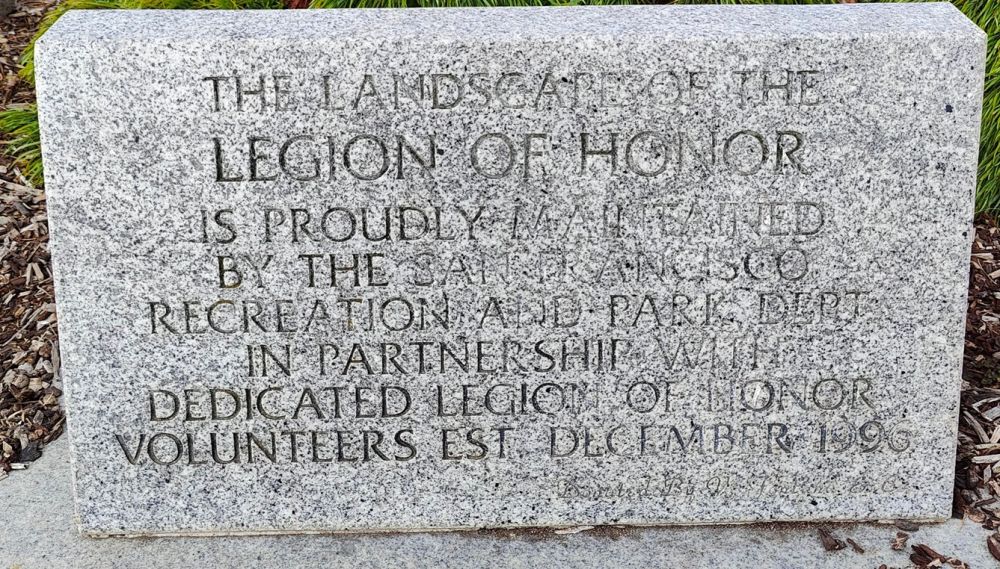 THE LANDSCAPE OF THE
LEGION OF HONOR
IS PROUDLY MAINTAINED
BY THE SAN FRANCISCO
RECREATION AND PARK DEPT.
IN PARTNERSHIP WITH
DEDICATED LEGION OF HONOR
VOLUNTEERS EST. DECEMBER 1996
By